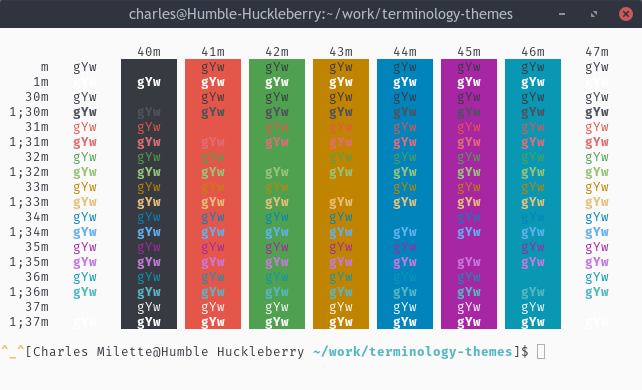 charles@Humble-Huckleberry:~/work/terminology-themes
40m 41m 42m 43m 44m 45m 46m 47m
m gYw gYw gYw gYw gYw gYw gYw gYw
1m gYw gYw gYw gYw gYw gYw gYw
30m gYw gYw gYw gYw gYw gYw gYw gYw
1;30m gYw gYw gYw gYw gYw gYw gYw gYw gYw
31m gYw gYw gYw gYw gYw gYw gYw gYw
1;31m gYw gYw gYw gYw gYw gYw gYw gYw gYw
32m gYw gYw gYw gYw gYw gYw gYw gYw
1;32m gYw gYw gYw gYw gYw gYw gYw gYw gYw
33m gYw gYw gYw gYw gYw gYw gYw gYw
1;33m gYw gYw gYw gYw gYw gYw gYw gYw gYw
34m gYw gYw gYw gYw gYw gYw gYw gYw
1;34m gYw gYw gYw gYw gYw gYw gYw gYw gYw
35m gYw gYw gYw gYw gYw gYw gYw gYw
1;35m gYw gYw gYw gYw gYw gYw gYw gYw gYw
36m gYw gYw gYw gYw gYw gYw gYw gYw
1;36m gYw gYw gYw gYw gYw gYw gYw gYw gYw
37m gYw gYw gYw gYw gYw gYw gYw
1;37m gYw gYw gYw gYw gYw gYw gYw
^_^[Charles Milette@Humble Huckleberry ~/work/terminology-themes]$